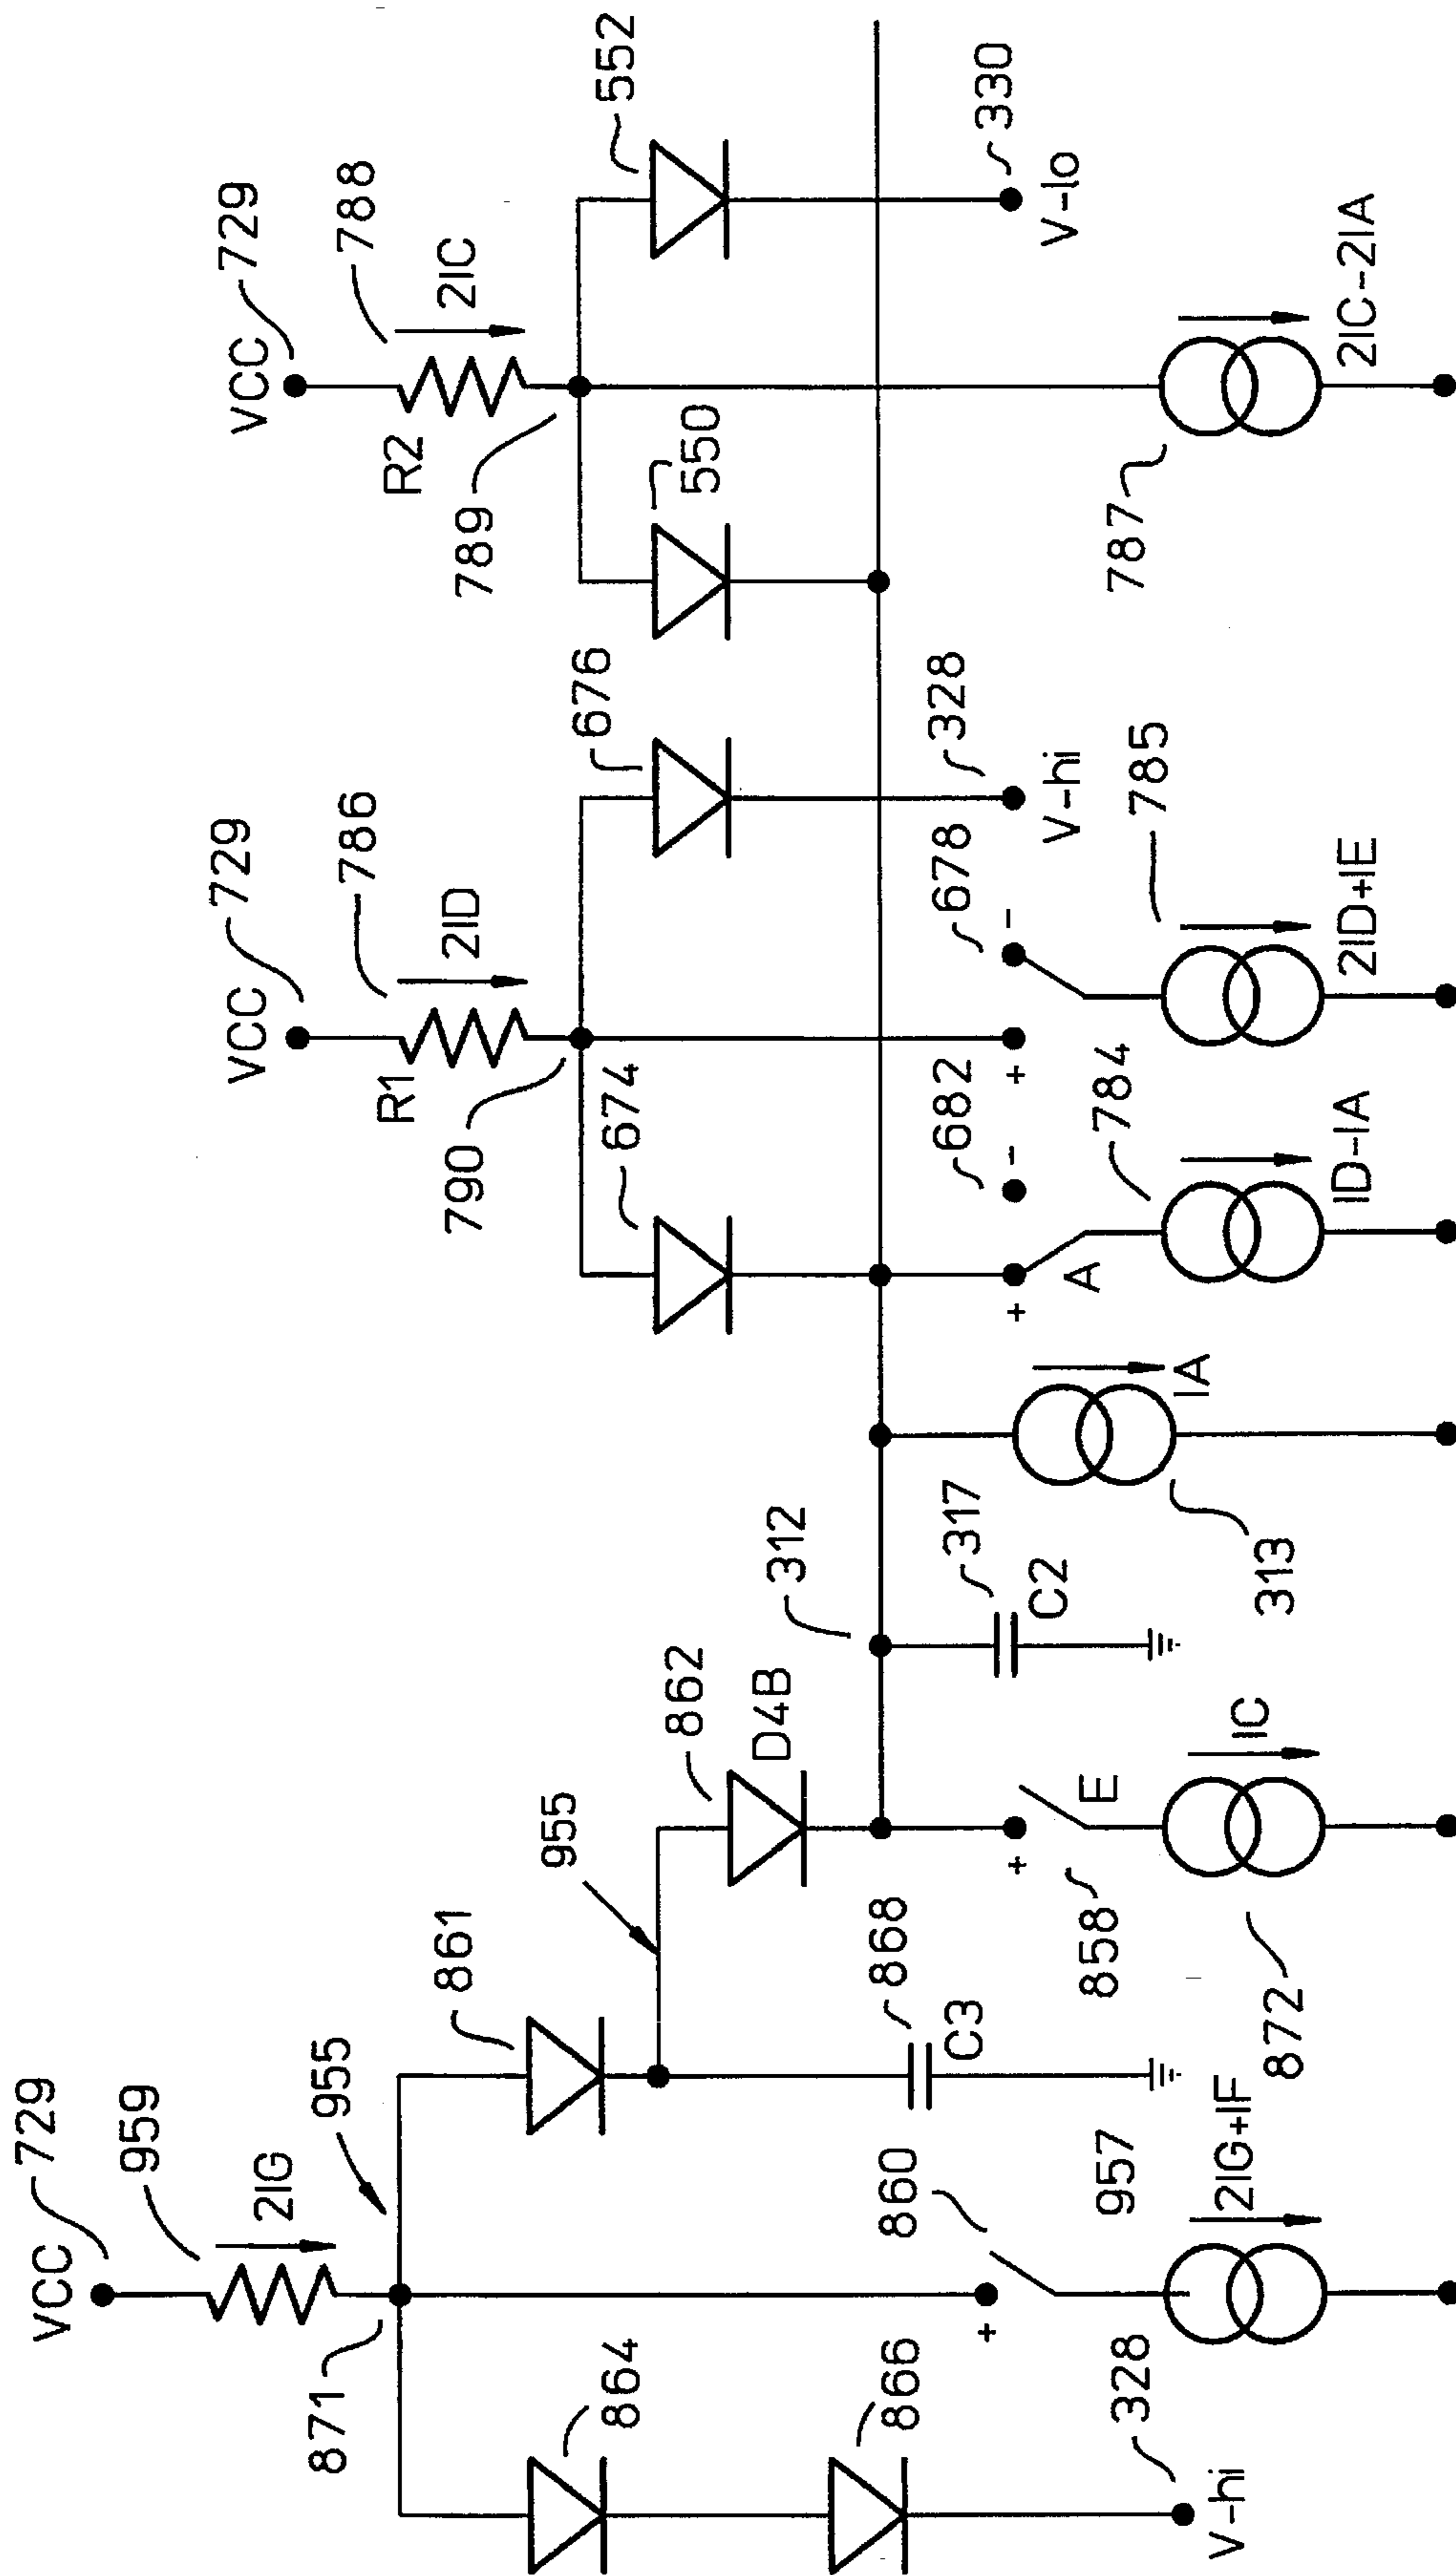 VCC
729
959
2IG
955
871
861
955
864
866
862
D4B
868
C3
860
957
2IG+IF
328
V-hi
+
+
858
E
IC
872
312
317
C2
313
IA
VCC
729
786
2ID
R1
790
674
676
682
678
328
V-hi
+
-
+
-
A
784
ID-IA
785
2ID+IE
VCC
729
788
2IC
R2
789
550
552
330
V-lo
787
2IC-2IA